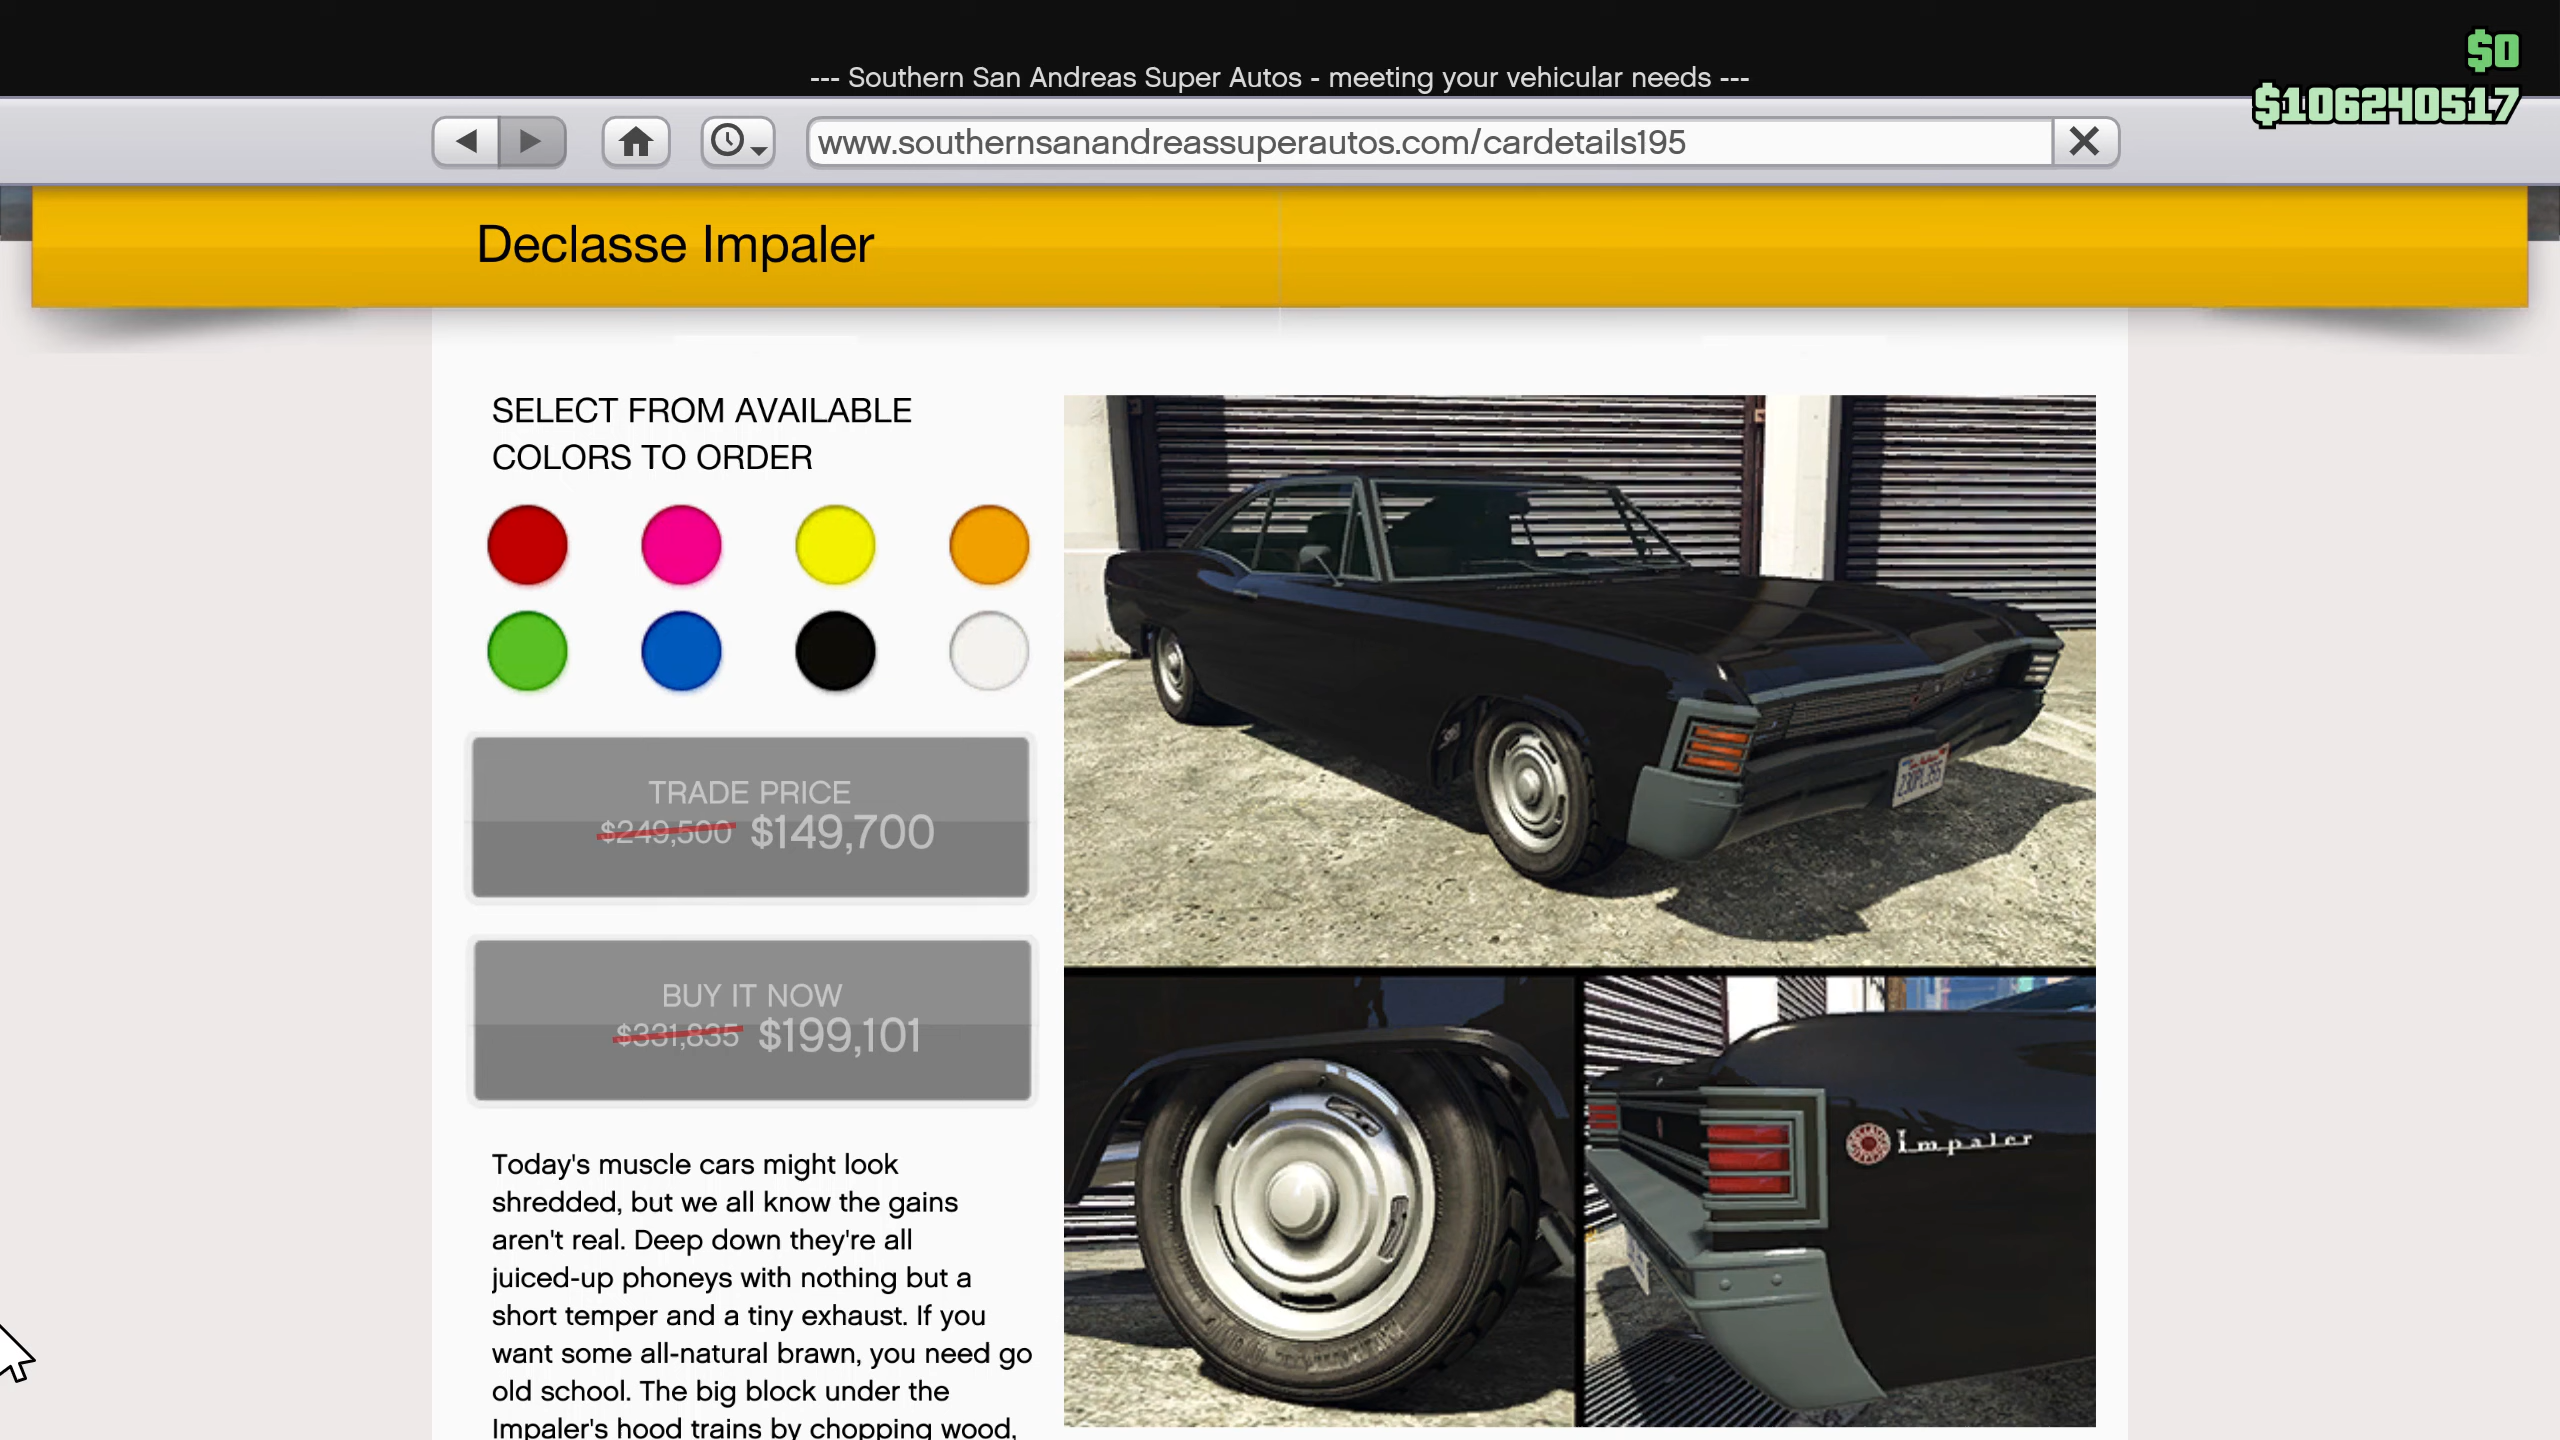 $0
--- Southern San Andreas Super Autos - meeting your vehicular needs ---
$106240517
www.southernsanandreassuperautos.com/cardetails195
Declasse Impaler
SELECT FROM AVAILABLE
COLORS TO ORDER
TRADE PRICE
$249,500 $149,700
BUY IT NOW
$331,835 $199,101
Today's muscle cars might look
shredded, but we all know the gains
aren't real. Deep down they're all
juiced-up phoneys with nothing but a
short temper and a tiny exhaust. If you
want some all-natural brawn, you need go
old school. The big block under the
Impaler's hood trains by chopping wood,
Impaler